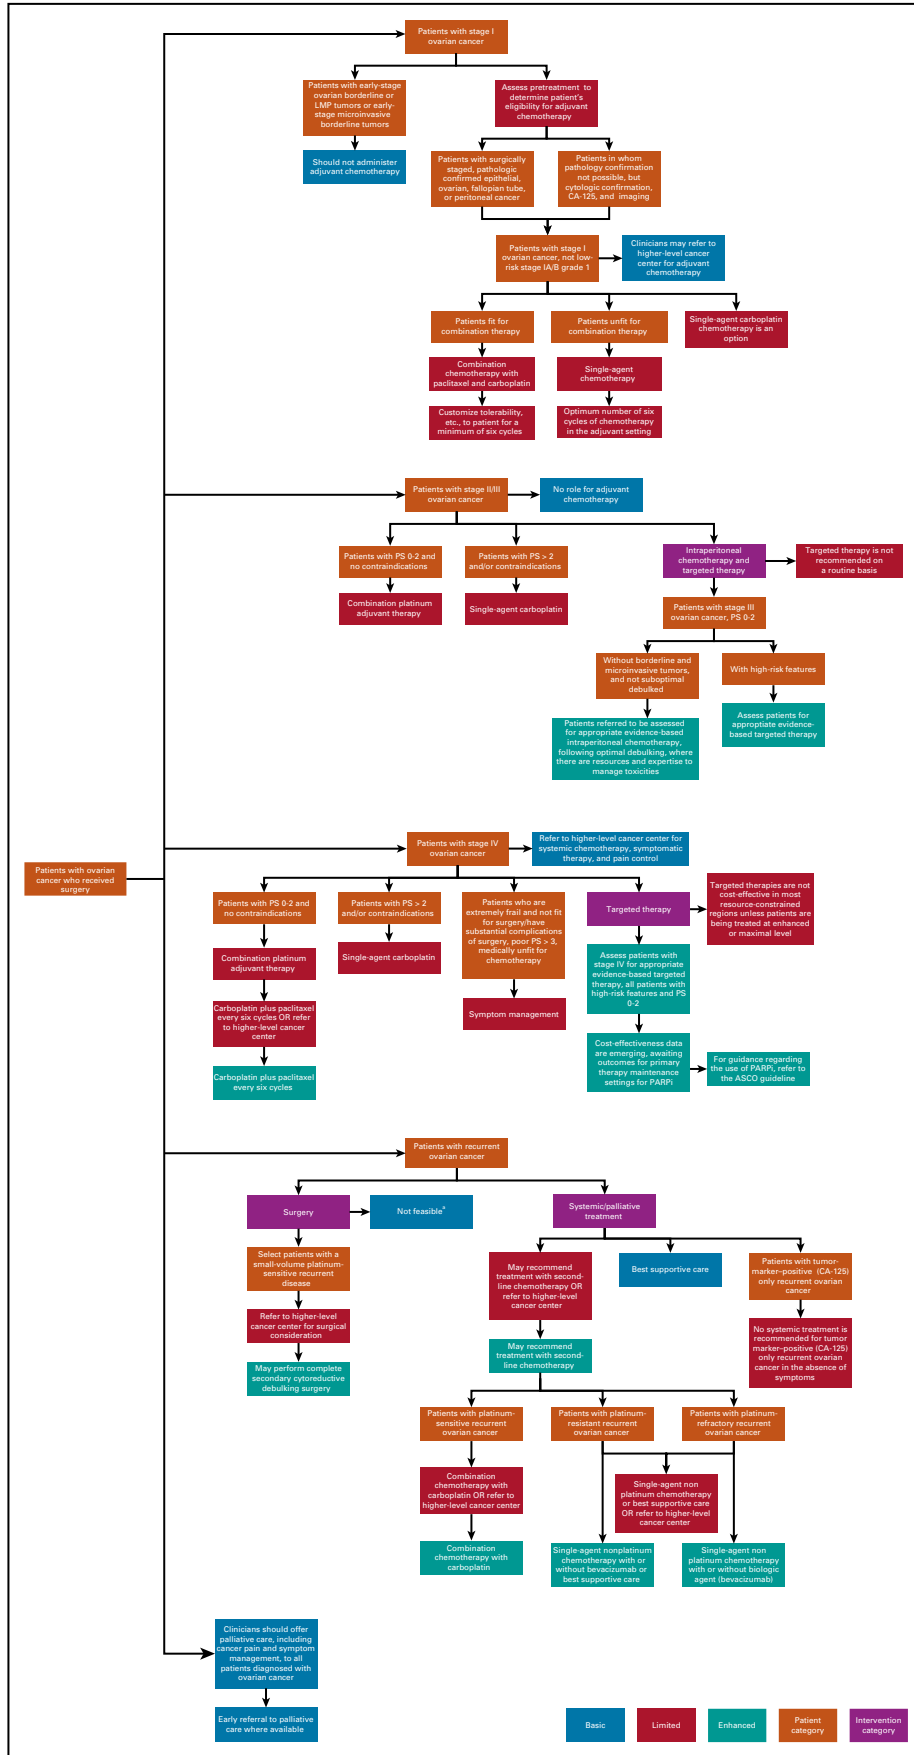 Patients with stage I
ovarian cancer
Patients with early-stage
ovarian borderline or
LMP tumors or early-
stage microinvasive
borderline tumors
Assess pretreatment to
determine patient's
eligibility for adjuvant
chemotherapy
Should not administer
adjuvant chemotherapy
Patients with surgically
staged, pathologic
confirmed epithelial,
ovarian, fallopian tube,
or peritoneal cancer
Patients in whom
pathology confirmation
not possible, but
cytologic confirmation,
CA-125, and imaging
Patients with stage I
ovarian cancer, not low-
risk stage IA/B grade 1
Clinicians may refer to
higher-level cancer
center for adjuvant
chemotherapy
Patients fit for
combination therapy
Patients unfit for
combination therapy
Single-agent carboplatin
chemotherapy is an
option
Combination
chemotherapy with
paclitaxel and carboplatin
Single-agent
chemotherapy
Customize tolerability,
etc., to patient for a
minimum of six cycles
Optimum number of six
cycles of chemotherapy
in the adjuvant setting
Patients with stage II/III
ovarian cancer
No role for adjuvant
chemotherapy
Patients with PS 0-2 and
no contraindications
Patients with PS > 2
and/or contraindications
Intraperitoneal
chemotherapy and
targeted therapy
Targeted therapy is not
recommended on
a routine basis
Combination platinum
adjuvant therapy
Single-agent carboplatin
Patients with stage III
ovarian cancer, PS 0-2
Without borderline and
microinvasive tumors,
and not suboptimal
debulked
With high-risk features
Patients referred to be assessed
for appropriate evidence-based
intraperitoneal chemotherapy,
following optimal debulking, where
there are resources and expertise to
manage toxicities
Assess patients for
appropriate evidence-
based targeted therapy
Patients with ovarian
cancer who received
surgery
Patients with stage IV
ovarian cancer
Refer to higher-level cancer center for
systemic chemotherapy, symptomatic
therapy, and pain control
Patients with PS 0-2 and
no contraindications
Patients with PS > 2
and/or contraindications
Patients who are
extremely frail and not fit
for surgery/have
substantial complications
of surgery, poor PS > 3,
medically unfit for
chemotherapy
Targeted therapy
Targeted therapies are not
cost-effective in most
resource-constrained
regions unless patients are
being treated at enhanced
or maximal level
Combination platinum
adjuvant therapy
Single-agent carboplatin
Symptom management
Assess patients with
stage IV for appropriate
evidence-based targeted
therapy, all patients with
high-risk features and PS
0-2
Carboplatin plus paclitaxel
every six cycles OR refer
to higher-level cancer
center
Carboplatin plus paclitaxel
every six cycles
Cost-effectiveness data
are emerging, awaiting
outcomes for primary
therapy maintenance
settings for PARPi
For guidance regarding
the use of PARPi, refer to
the ASCO guideline
Patients with recurrent
ovarian cancer
Surgery
Not feasible<sup>a</sup>
Systemic/palliative
treatment
Select patients with a
small-volume platinum-
sensitive recurrent
disease
Refer to higher-level
cancer center for surgical
consideration
May perform complete
secondary cytoreductive
debulking surgery
May recommend
treatment with second-
line chemotherapy OR
refer to higher-level
cancer center
Best supportive care
Patients with tumor-
marker–positive (CA-125)
only recurrent ovarian
cancer
May recommend
treatment with second-
line chemotherapy
No systemic treatment is
recommended for tumor
marker–positive (CA-125)
only recurrent ovarian
cancer in the absence of
symptoms
Patients with platinum-
sensitive recurrent
ovarian cancer
Patients with platinum-
resistant recurrent
ovarian cancer
Patients with platinum-
refractory recurrent
ovarian cancer
Combination
chemotherapy with
carboplatin OR refer to
higher-level cancer center
Single-agent non
platinum chemotherapy
or best supportive care
OR refer to higher-level
cancer center
Combination
chemotherapy with
carboplatin
Single-agent nonplatinum
chemotherapy with or
without bevacizumab or
best supportive care
Single-agent non
platinum chemotherapy
with or without biologic
agent (bevacizumab)
Clinicians should offer
palliative care, including
cancer pain and symptom
management, to all
patients diagnosed with
ovarian cancer
Early referral to palliative
care where available
Basic
Limited
Enhanced
Patient
category
Intervention
category